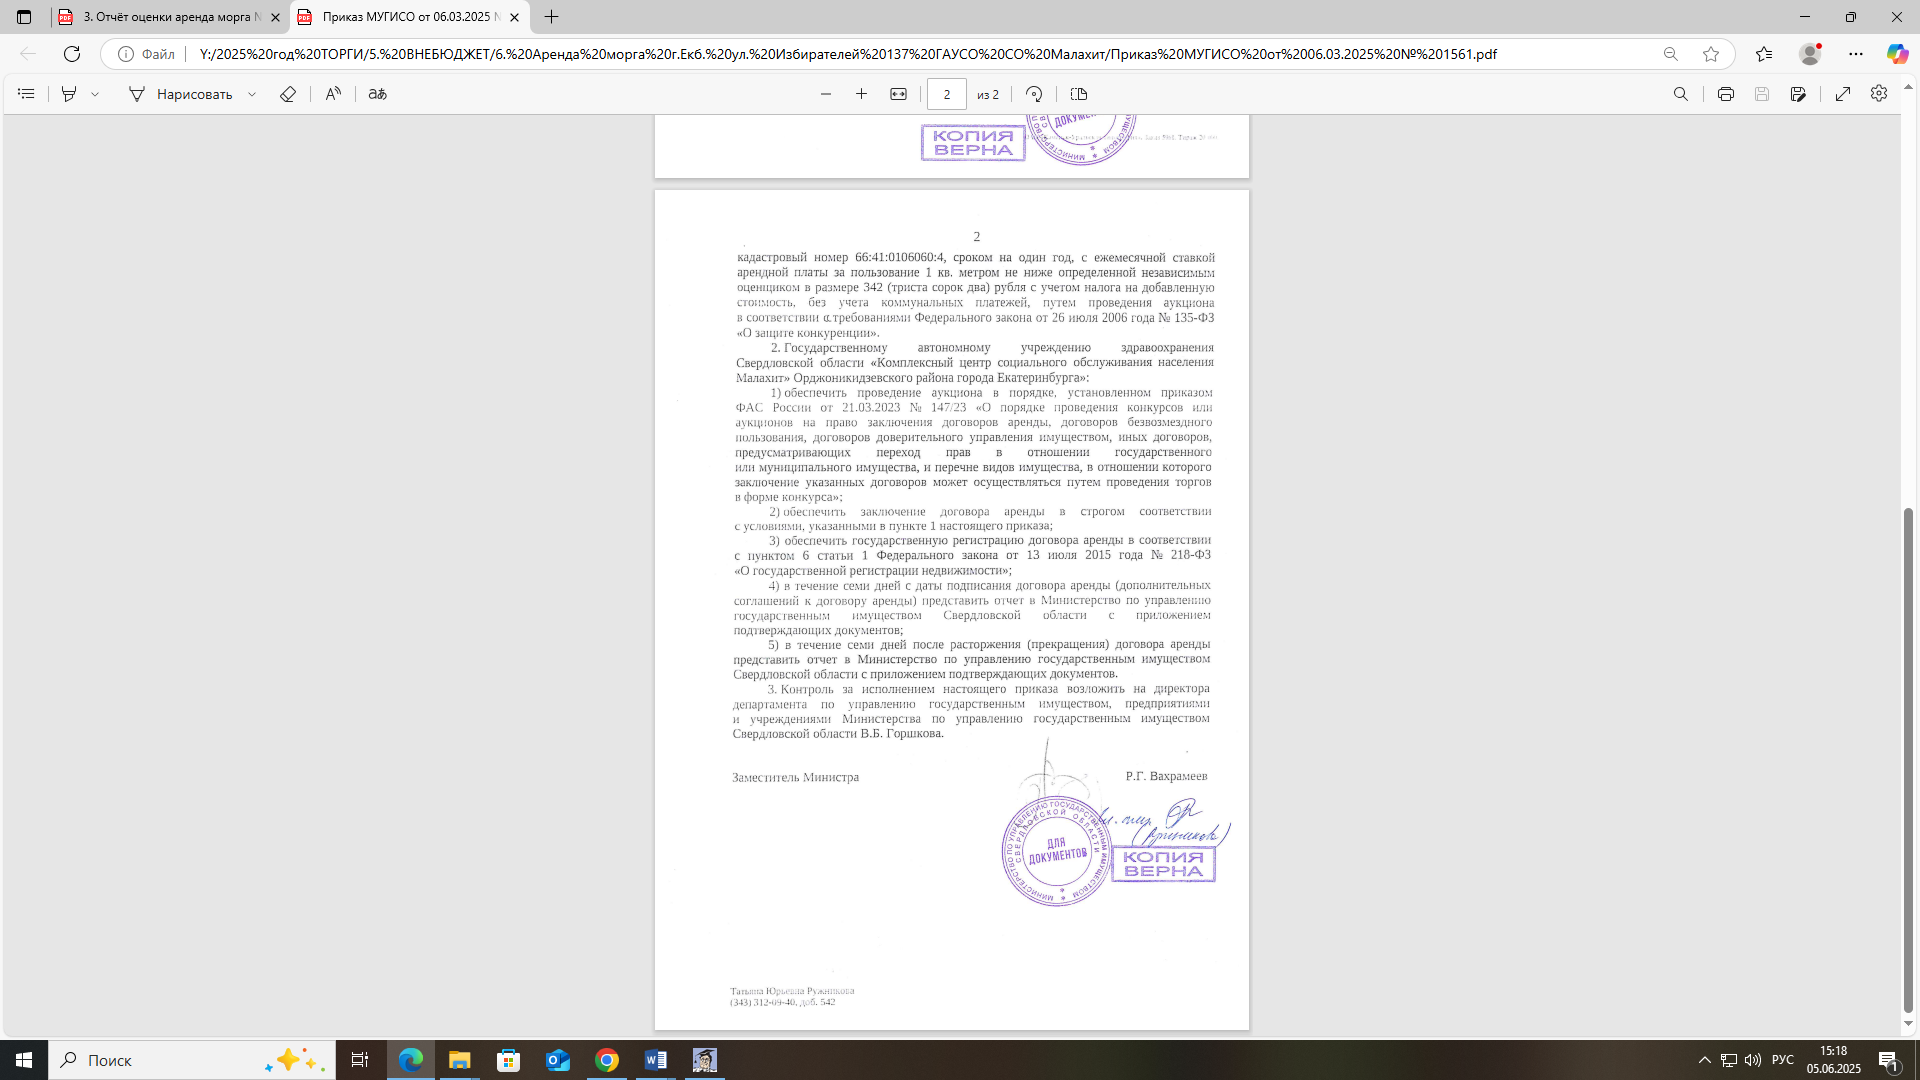 3. Отчёт оценки аренда морга
Приказ МУГИСО от 06.03.2025
Файл
Y:/2025%20год%20ТОРГИ/5.%20ВНЕБЮДЖЕТ/6.%20Аренда%20морга%20г.Екб.%20ул.%20Избирателей%20137%20ГАУСО%20СО%20Малахит/Приказ%20МУГИСО%20от%2006.03.2025%20№%201561.pdf
Нарисовать
2 из 2
КОПИЯ
ВЕРНА
2
кадастровый номер 66:41:0106060:4, сроком на один год, с ежемесячной ставкой
арендной платы за пользование 1 кв. метром не ниже определенной независимым
оценщиком в размере 342 (триста сорок два) рубля с учетом налога на добавленную
стоимость, без учета коммунальных платежей, путем проведения аукциона
в соответствии с требованиями Федерального закона от 26 июля 2006 года № 135-ФЗ
«О защите конкуренции».
2. Государственному автономному учреждению здравоохранения
Свердловской области «Комплексный центр социального обслуживания населения
Малахит» Орджоникидзевского района города Екатеринбурга»:
1) обеспечить проведение аукциона в порядке, установленном приказом
ФАС России от 21.03.2023 № 147/23 «О порядке проведения конкурсов или
аукционов на право заключения договоров аренды, договоров безвозмездного
пользования, договоров доверительного управления имуществом, иных договоров,
предусматривающих переход прав в отношении государственного
или муниципального имущества, и перечне видов имущества, в отношении которого
заключение указанных договоров может осуществляться путем проведения торгов
в форме конкурса»;
2) обеспечить заключение договора аренды в строгом соответствии
с условиями, указанными в пункте 1 настоящего приказа;
3) обеспечить государственную регистрацию договора аренды в соответствии
с пунктом 6 статьи 1 Федерального закона от 13 июля 2015 года № 218-ФЗ
«О государственной регистрации недвижимости»;
4) в течение семи дней с даты подписания договора аренды (дополнительных
соглашений к договору аренды) представить отчет в Министерство по управлению
государственным имуществом Свердловской области с приложением
подтверждающих документов;
5) в течение семи дней после расторжения (прекращения) договора аренды
представить отчет в Министерство по управлению государственным имуществом
Свердловской области с приложением подтверждающих документов.
3. Контроль за исполнением настоящего приказа возложить на директора
департамента по управлению государственным имуществом, предприятиями
и учреждениями Министерства по управлению государственным имуществом
Свердловской области В.Б. Горшкова.
Заместитель Министра Р.Г. Вахрамеев
МИНИСТЕРСТВО ПО УПРАВЛЕНИЮ ГОСУДАРСТВЕННЫМ ИМУЩЕСТВОМ
СВЕРДЛОВСКОЙ ОБЛАСТИ
ДЛЯ
ДОКУМЕНТОВ
КОПИЯ
ВЕРНА
Татьяна Юрьевна Ружникова
(343) 312-09-40, доб. 542
Поиск
РУС
15:18
05.06.2025
1